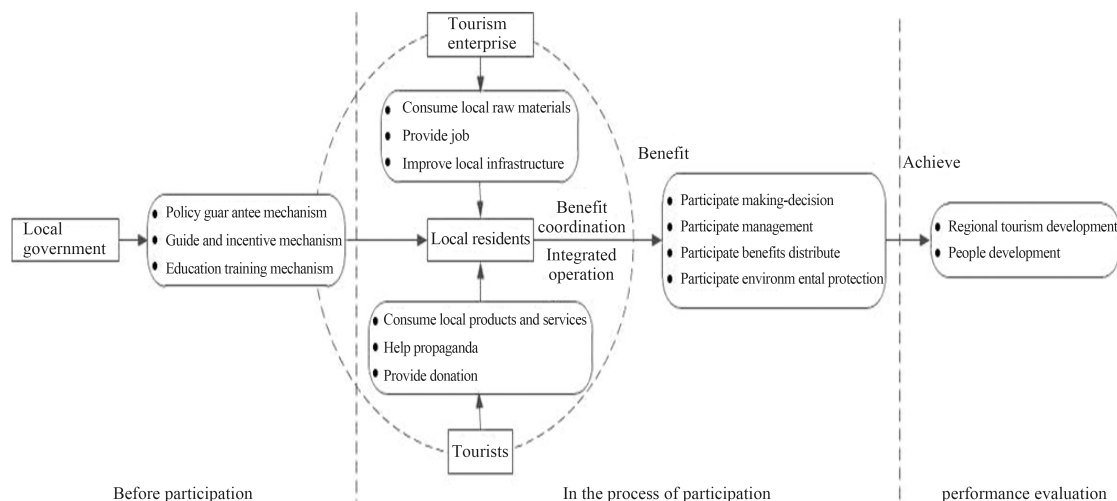 Tourism
enterprise
Consume local raw materials
Provide job
Improve local infrastructure
Benefit
Achieve
Local
government
Policy guar antee mechanism
Guide and incentive mechanism
Education training mechanism
Local residents
Benefit
coordination
Integrated
operation
Participate making-decision
Participate management
Participate benefits distribute
Participate environm ental protection
Regional tourism development
People development
Consume local products and services
Help propaganda
Provide donation
Tourists
Before participation
In the process of participation
performance evaluation